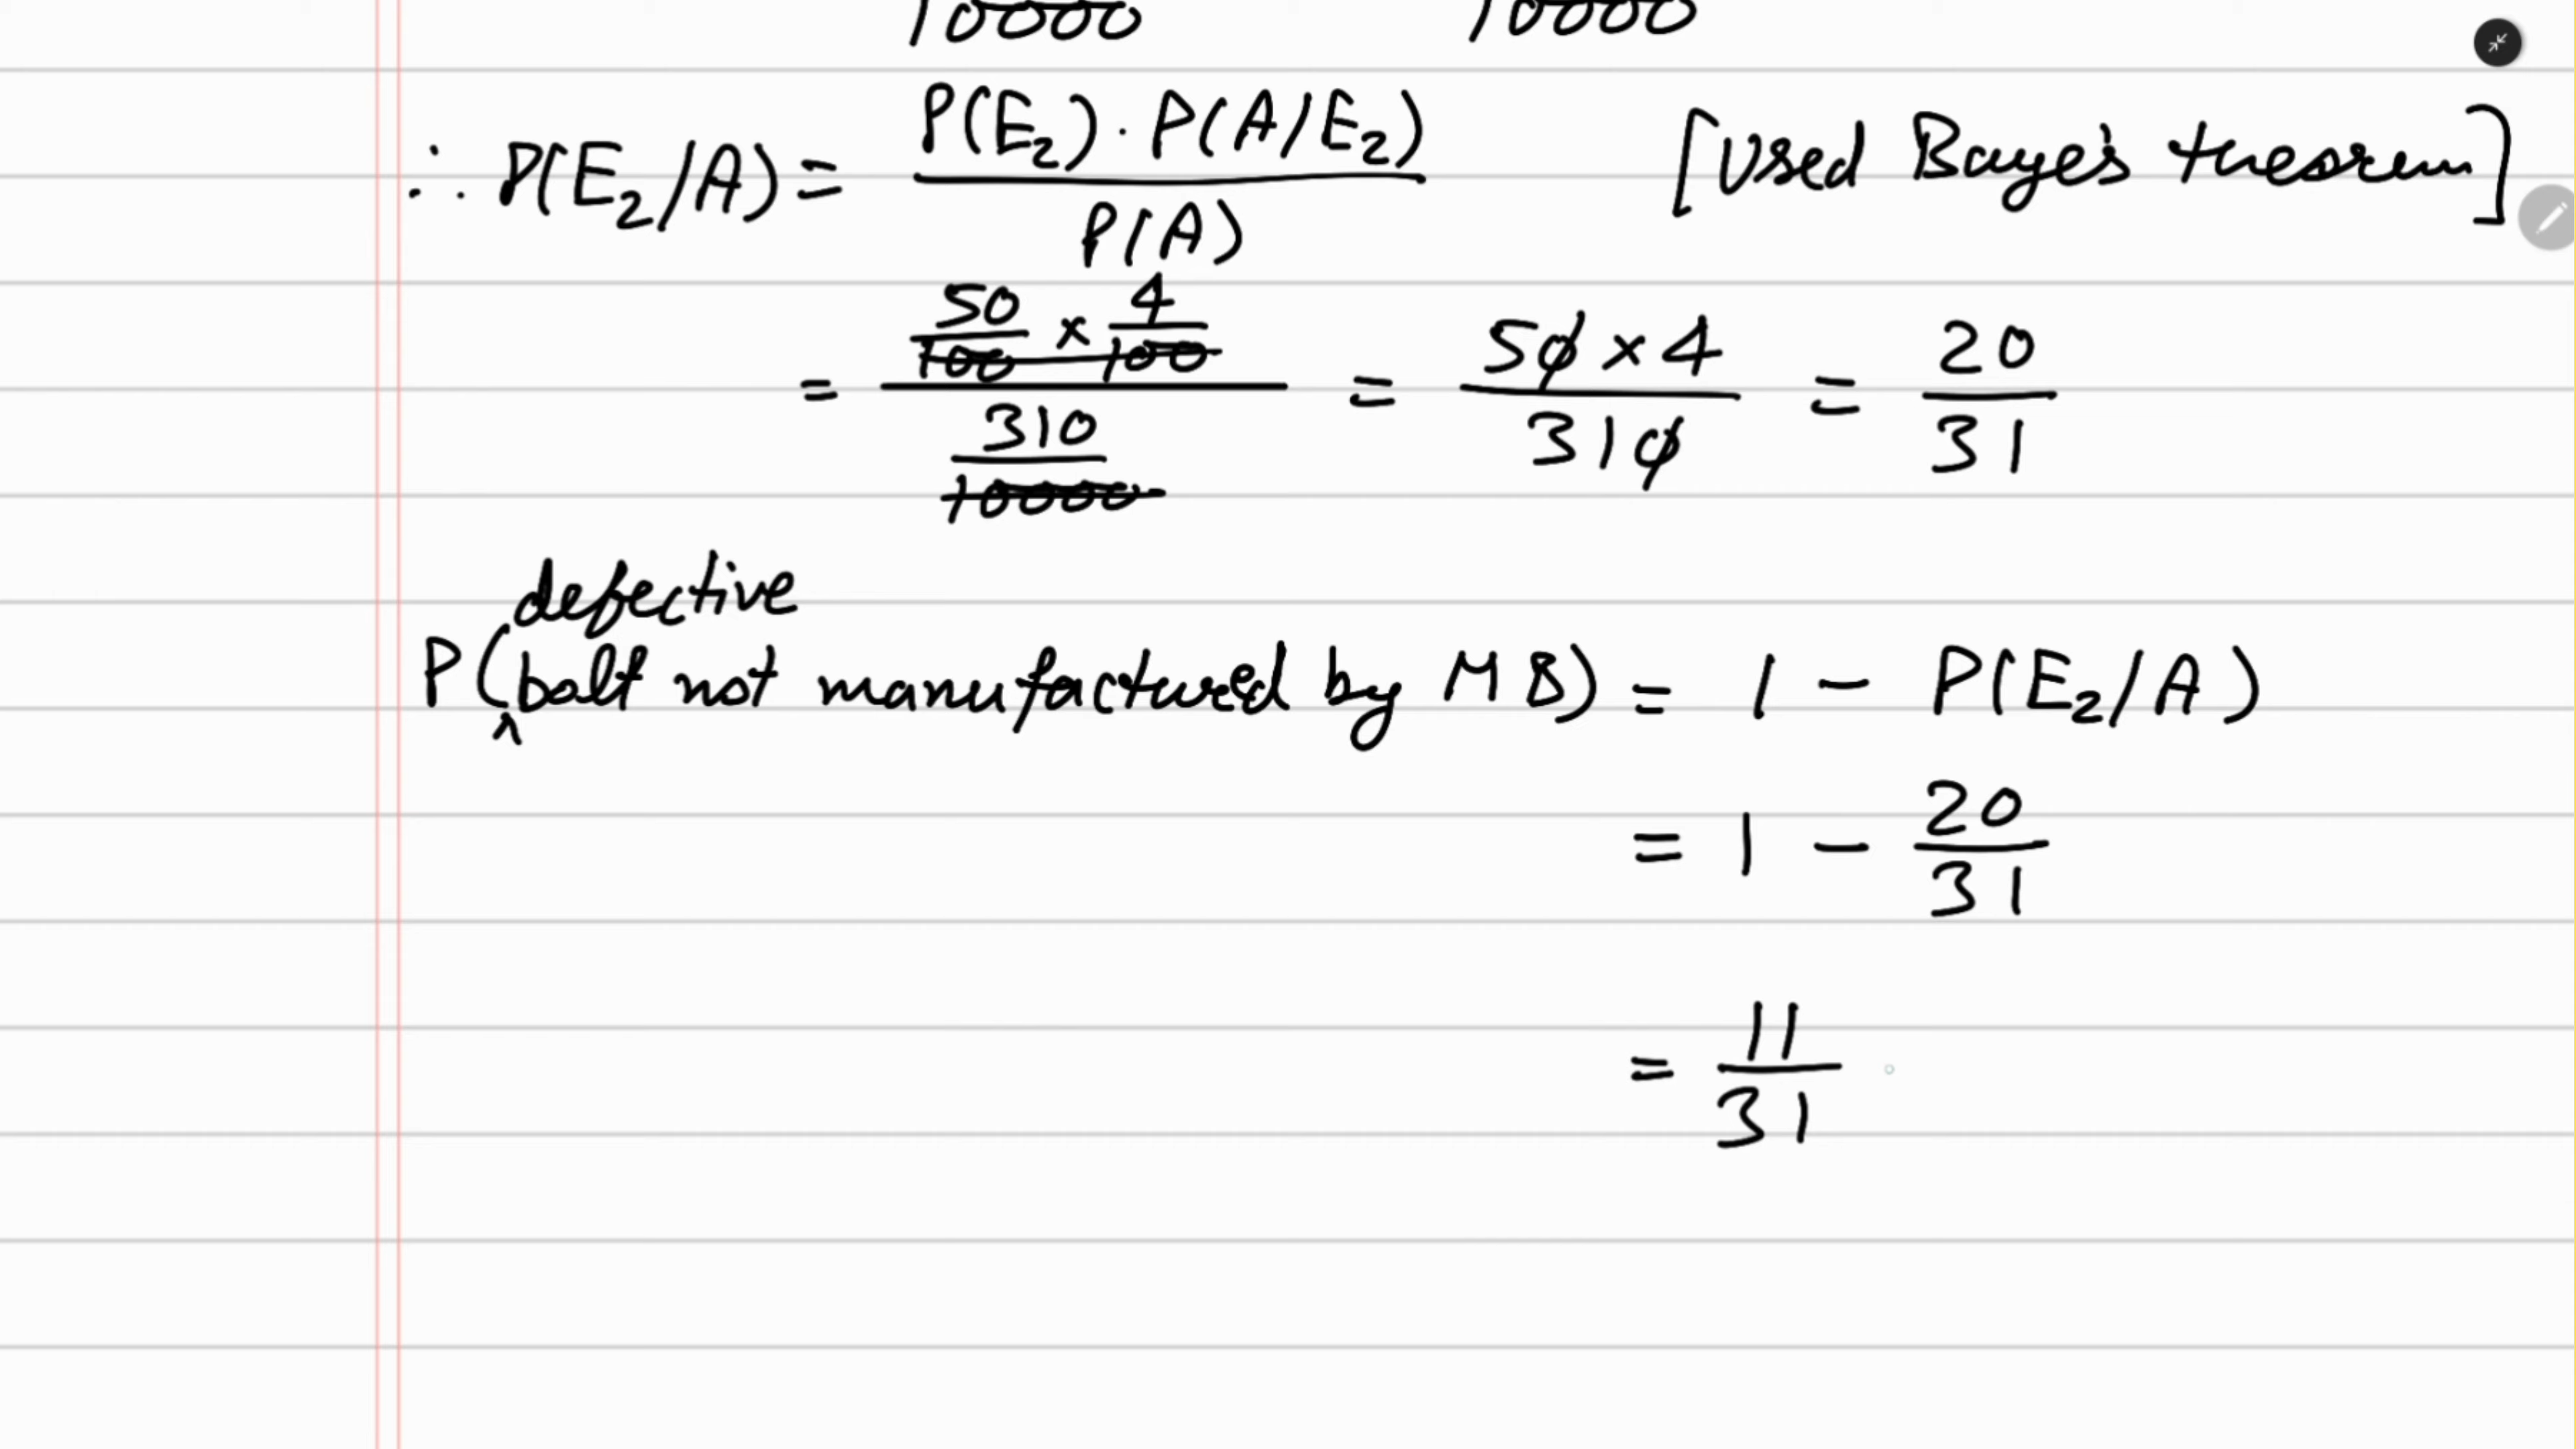 10000 10000
∴ P(E₂/A) = P(E₂) · P(A/E₂) / P(A) [Used Baye's theorem]
= 50/100 × 4/100 / 310/10000 = 50 × 4 / 310 = 20/31
defective
P(bolt not manufactured by MB) = 1 - P(E₂/A)
= 1 - 20/31
= 11/31